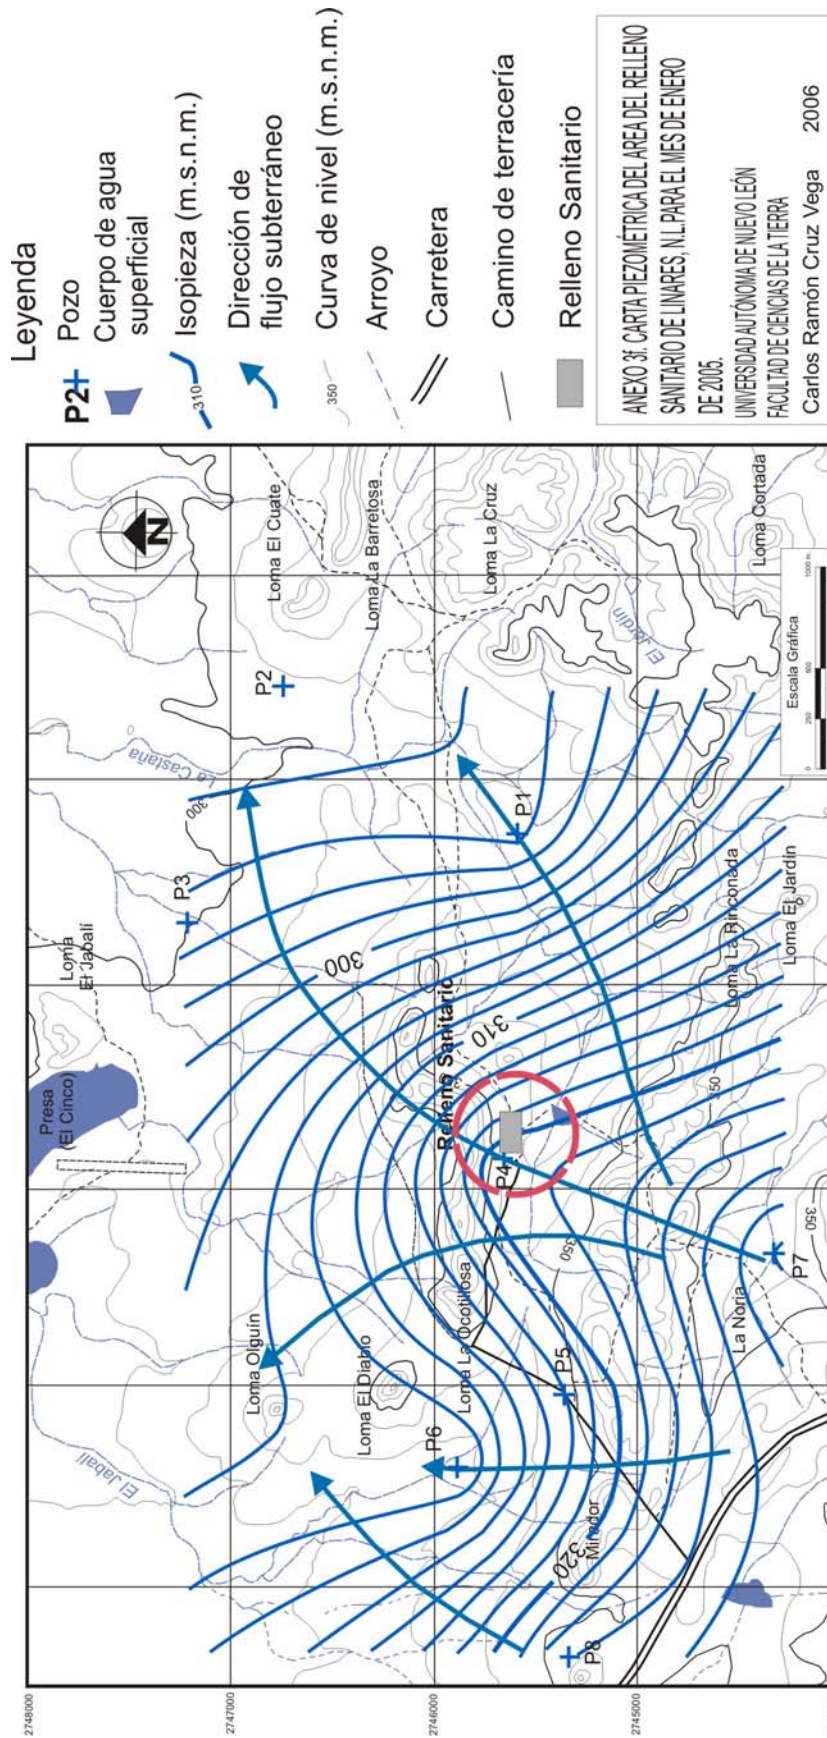 Leyenda
P2 Pozo
Cuerpo de agua
superficial
310
Isopieza (m.s.n.m.)
Dirección de
flujo subterráneo
350
Curva de nivel (m.s.n.m.)
Arroyo
Carretera
Camino de terracería
Relleno Sanitario
ANEXO 3f. CARTA PIEZOMÉTRICA DEL AREA DEL RELLENO
SANITARIO DE LINARES, N.L. PARA EL MES DE ENERO
DE 2005.
UNIVERSIDAD AUTÓNOMA DE NUEVO LEÓN
FACULTAD DE CIENCIAS DE LA TIERRA
Carlos Ramón Cruz Vega 2006
2748000
2747000
2746000
2745000
N
Presa
(El Cinco)
Loma
El Jabalí
P3
La Castaña
300
P2
Loma El Cuate
Loma La Barretosa
Loma La Cruz
El Jardín
Loma Cortada
El Jabalí
Loma Olguín
Loma El Diablo
P6
Loma La Ocotillosa
300
Relleno Sanitario
310
P4
P1
P5
350
350
Loma La Rinconada
Loma El Jardín
La Noria
P7
350
320
Mirador
P8
Escala Gráfica
0
250
500
1000 m